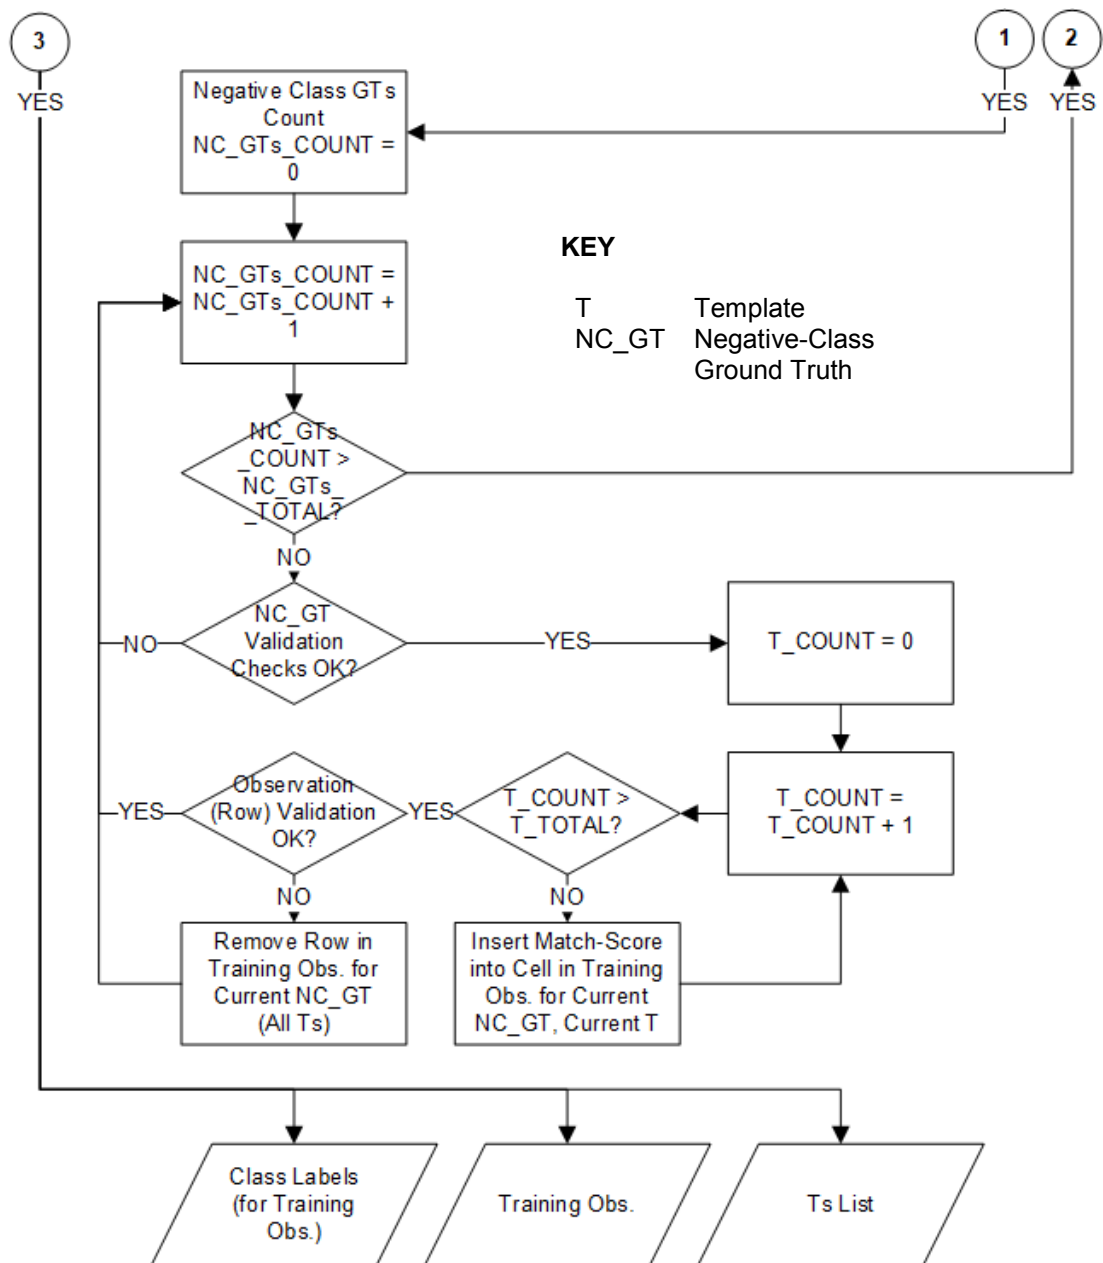 3
1
2
YES
YES
YES
Negative Class GTs
Count
NC_GTs_COUNT =
0
NC_GTs_COUNT =
NC_GTs_COUNT +
1
KEY
T Template
NC_GT Negative-Class
Ground Truth
NC_GTs
_COUNT >
NC_GTs_
_TOTAL?
NO
NC_GT
Validation
Checks OK?
NO
YES
T_COUNT = 0
Observation
(Row) Validation
OK?
YES
YES
T_COUNT >
T_TOTAL?
T_COUNT =
T_COUNT + 1
NO
NO
Remove Row in
Training Obs. for
Current NC_GT
(All Ts)
Insert Match-Score
into Cell in Training
Obs. for Current
NC_GT, Current T
Class Labels
(for Training
Obs.)
Training Obs.
Ts List